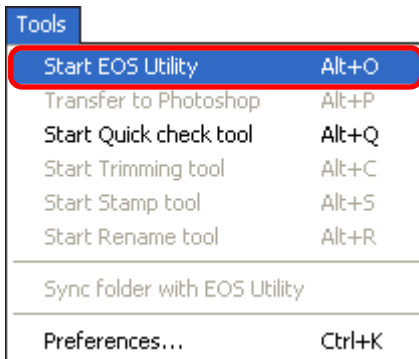 Tools
Start EOS Utility Alt+O
Transfer to Photoshop Alt+P
Start Quick check tool Alt+Q
Start Trimming tool Alt+C
Start Stamp tool Alt+S
Start Rename tool Alt+R
Sync folder with EOS Utility
Preferences... Ctrl+K